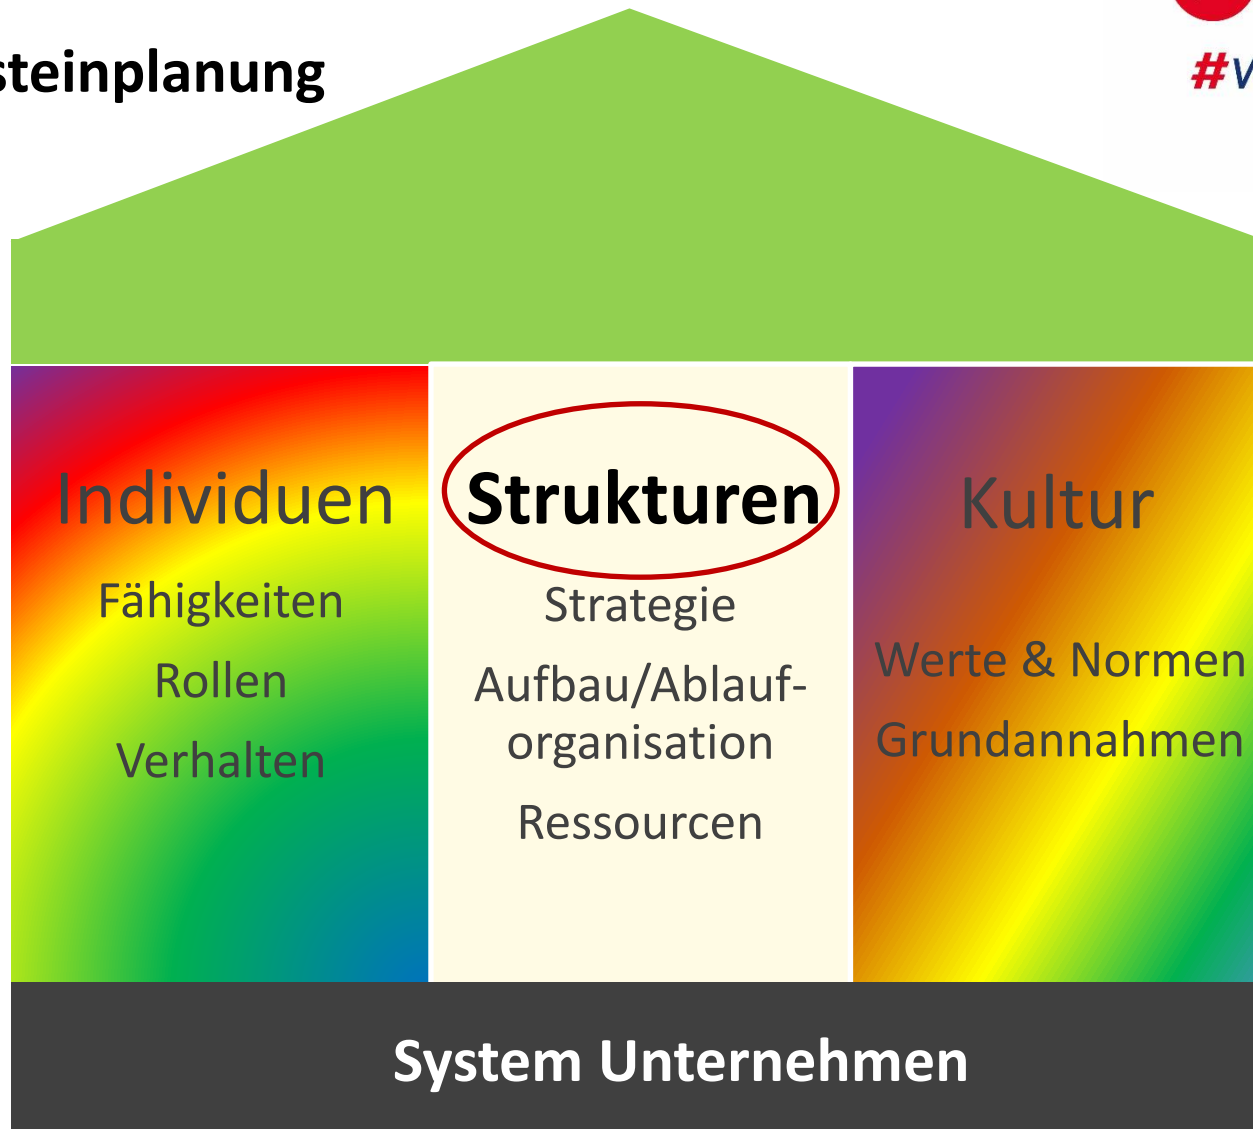 steinplanung
#V
Individuen
Fähigkeiten
Rollen
Verhalten
Strukturen
Strategie
Aufbau/Ablauf-
organisation
Ressourcen
Kultur
Werte & Normen
Grundannahmen
System Unternehmen